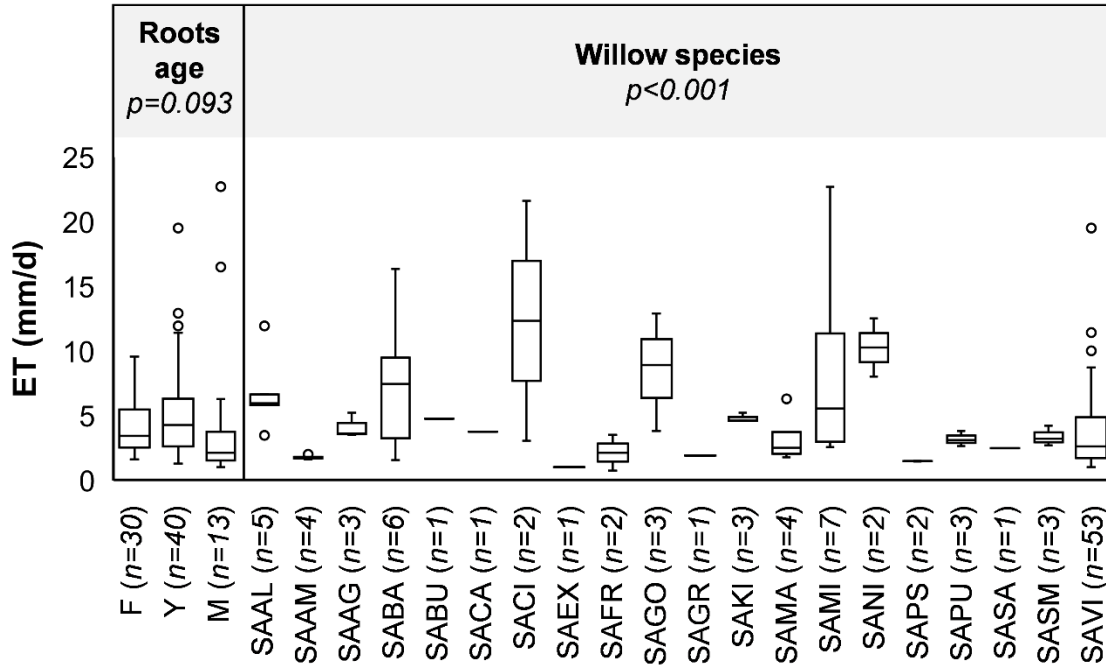 Roots
age
p=0.093
Willow species
p<0.001
ET (mm/d)
25
20
15
10
5
0
F (n=30)
Y (n=40)
M (n=13)
SAAL (n=5)
SAAM (n=4)
SAAG (n=3)
SABA (n=6)
SABU (n=1)
SACA (n=1)
SACI (n=2)
SAEX (n=1)
SAFR (n=2)
SAGO (n=3)
SAGR (n=1)
SAKI (n=3)
SAMA (n=4)
SAMI (n=7)
SANI (n=2)
SAPS (n=2)
SAPU (n=3)
SASA (n=1)
SASM (n=3)
SAVI (n=53)